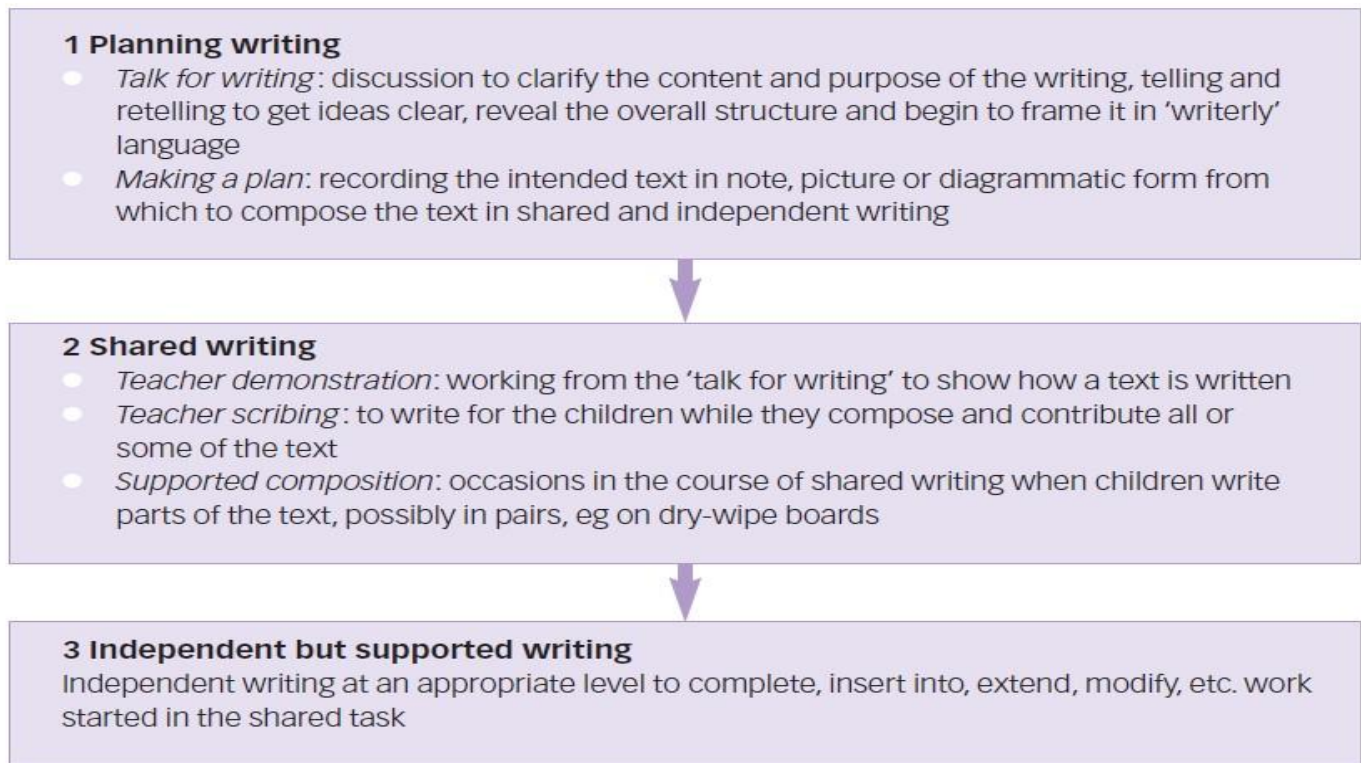 1 Planning writing
Talk for writing: discussion to clarify the content and purpose of the writing, telling and
retelling to get ideas clear, reveal the overall structure and begin to frame it in ‘writerly’
language
Making a plan: recording the intended text in note, picture or diagrammatic form from
which to compose the text in shared and independent writing
2 Shared writing
Teacher demonstration: working from the ‘talk for writing’ to show how a text is written
Teacher scribing: to write for the children while they compose and contribute all or
some of the text
Supported composition: occasions in the course of shared writing when children write
parts of the text, possibly in pairs, eg on dry-wipe boards
3 Independent but supported writing
Independent writing at an appropriate level to complete, insert into, extend, modify, etc. work
started in the shared task